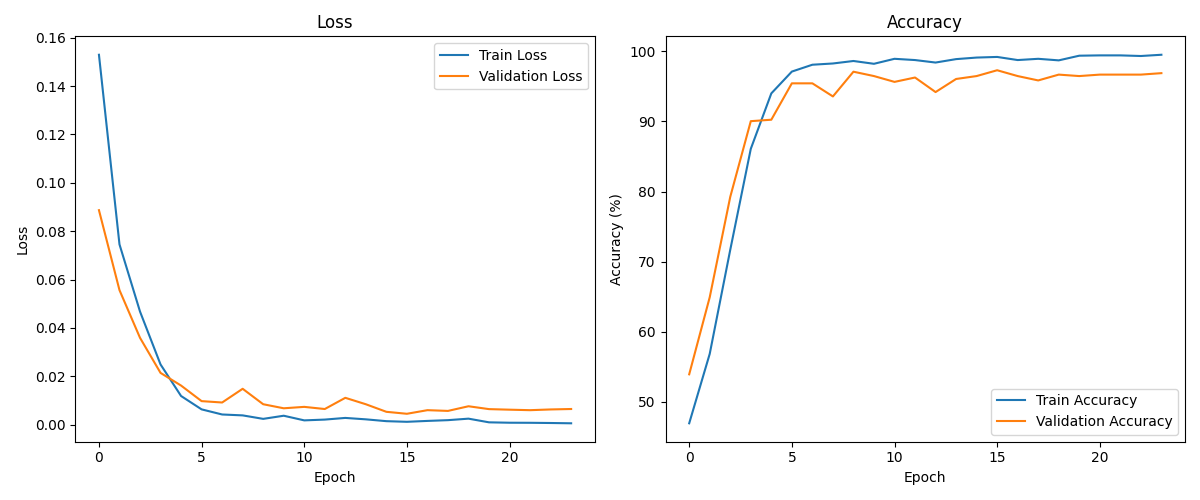 Loss
0.16
0.14
0.12
0.10
0.08
0.06
0.04
0.02
0.00
Loss
0 5 10 15 20
Epoch
Train Loss
Validation Loss
Accuracy
100
90
80
70
60
50
Accuracy (%)
0 5 10 15 20
Epoch
Train Accuracy
Validation Accuracy